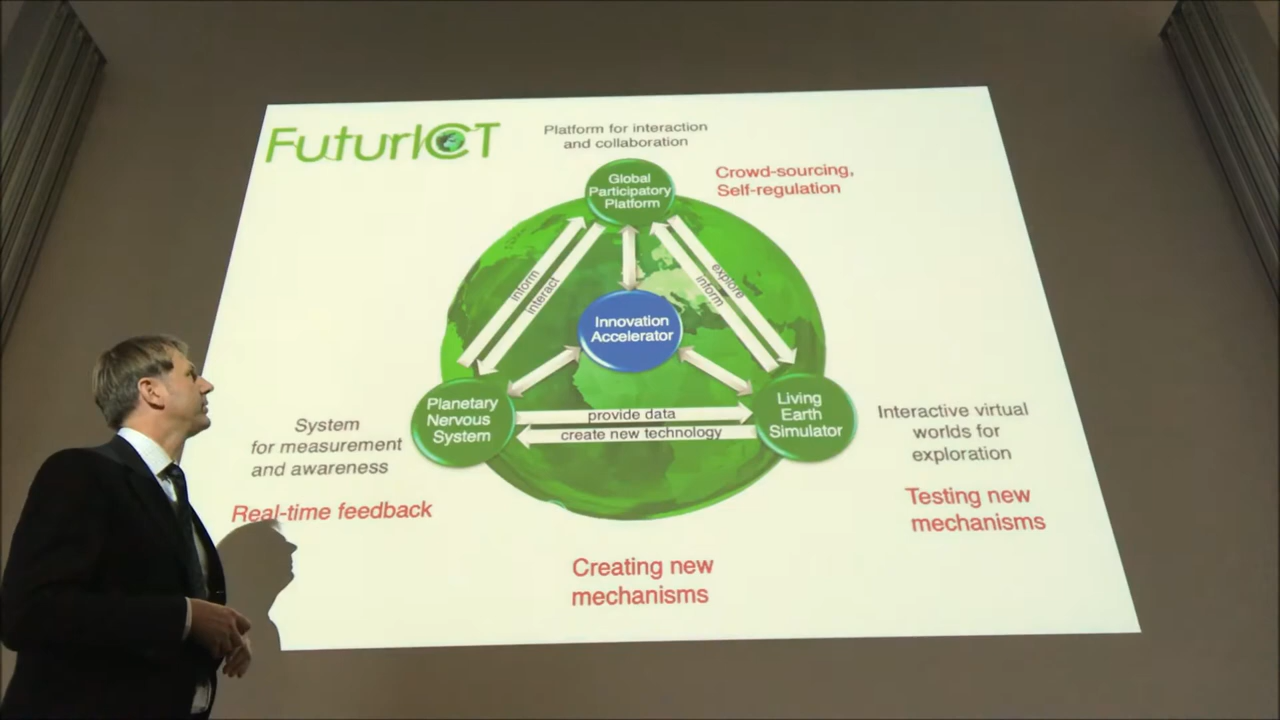 FuturICT
Platform for interaction
and collaboration
Crowd-sourcing,
Self-regulation
Global
Participatory
Platform
inform
interact
explore
inform
Innovation
Accelerator
Planetary
Nervous
System
provide data
create new technology
Living
Earth
Simulator
System
for measurement
and awareness
Real-time feedback
Interactive virtual
worlds for
exploration
Testing new
mechanisms
Creating new
mechanisms